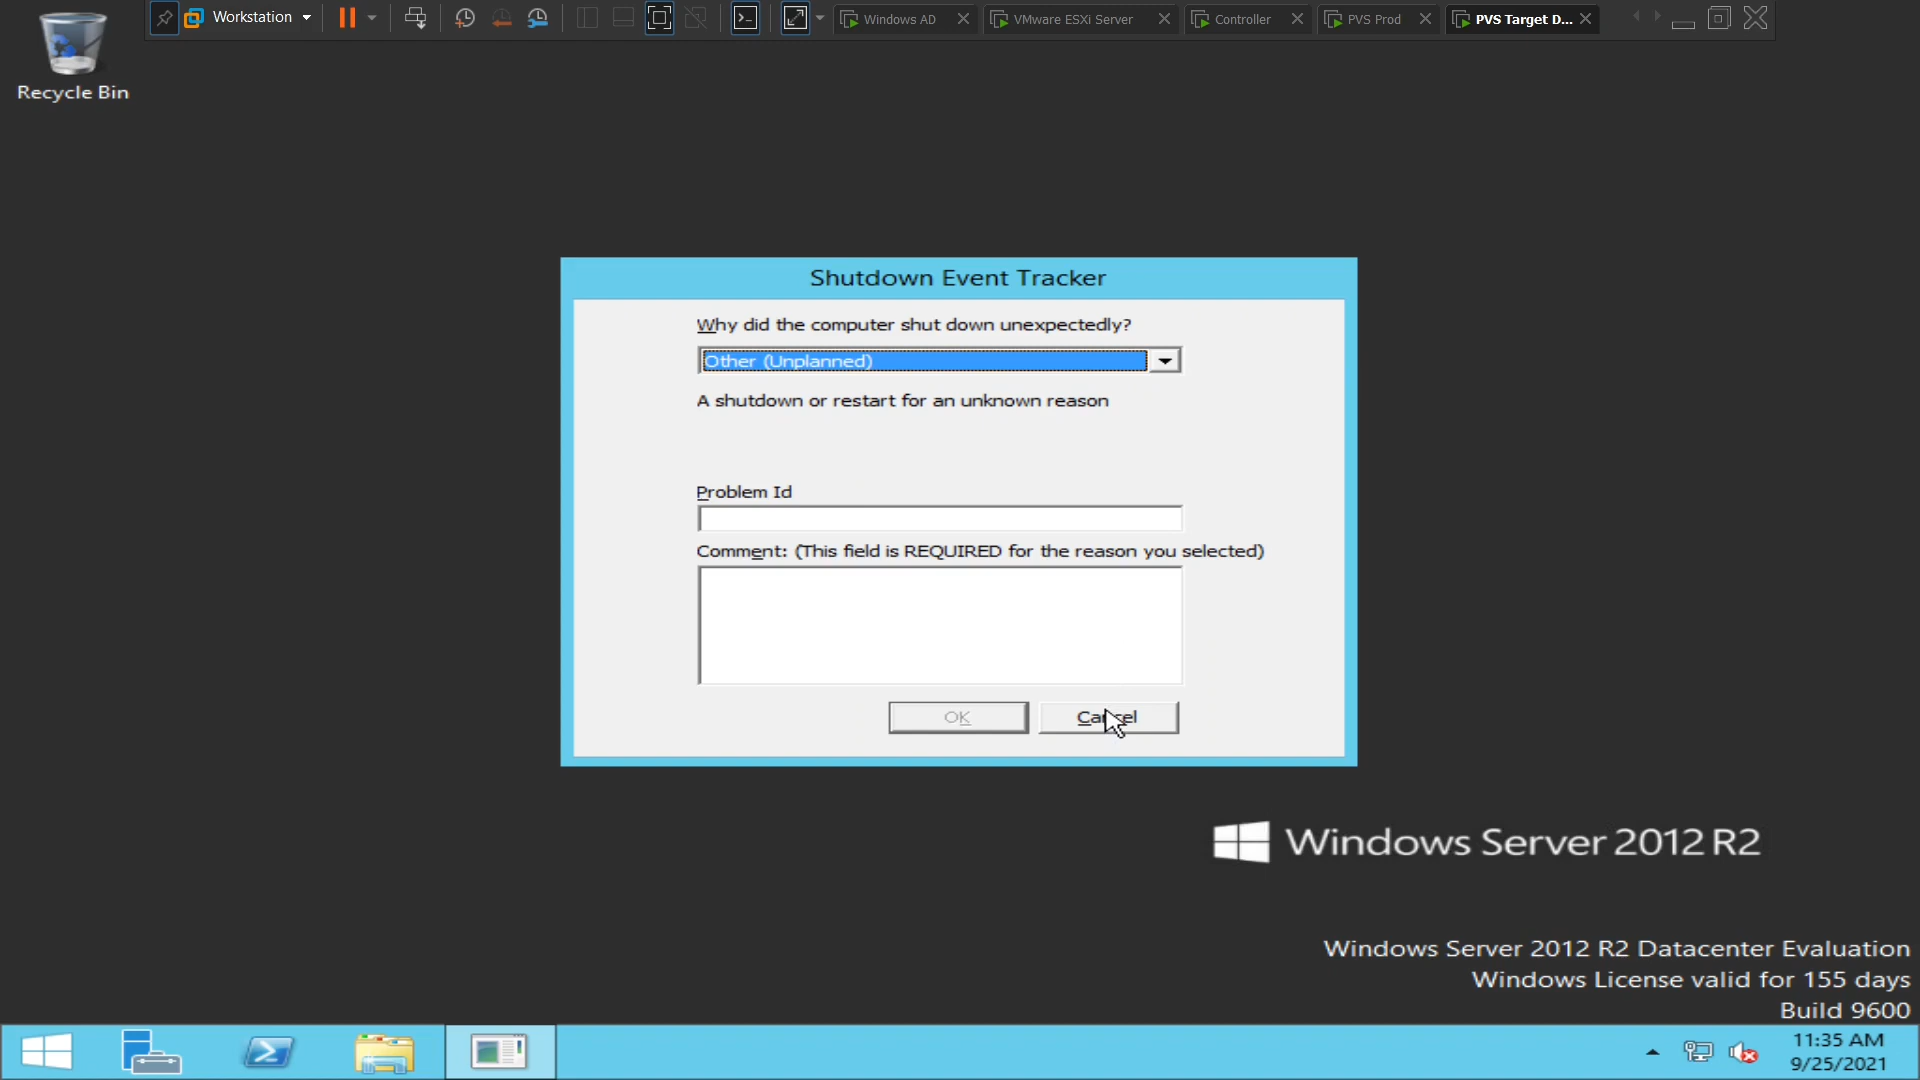 Workstation
Windows AD
VMware ESXi Server
Controller
PVS Prod
PVS Target D...
Recycle Bin
Shutdown Event Tracker
Why did the computer shut down unexpectedly?
Other (Unplanned)
A shutdown or restart for an unknown reason
Problem Id
Comment: (This field is REQUIRED for the reason you selected)
OK
Cancel
Windows Server 2012 R2
Windows Server 2012 R2 Datacenter Evaluation
Windows License valid for 155 days
Build 9600
11:35 AM
9/25/2021